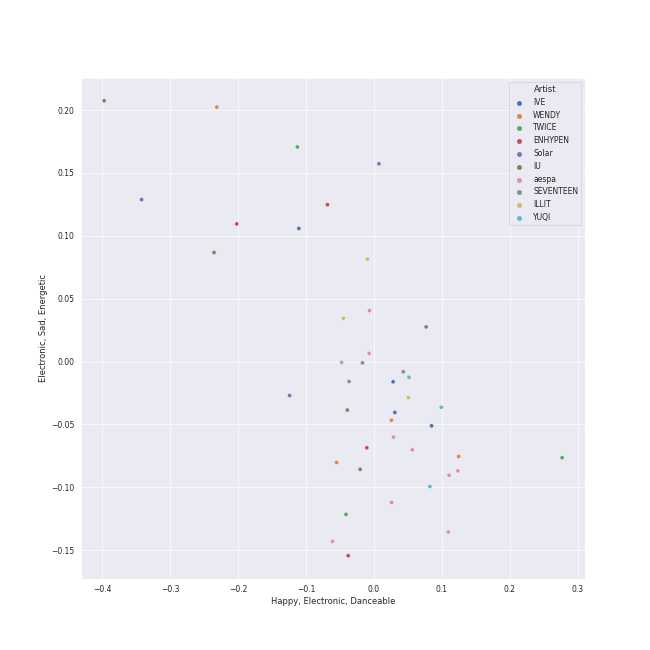 Artist
IVE
WENDY
TWICE
ENHYPEN
Solar
IU
aespa
SEVENTEEN
ILLIT
YUQI
0.20
0.15
0.10
0.05
0.00
−0.05
−0.10
−0.15
Electronic, Sad, Energetic
−0.4 −0.3 −0.2 −0.1 0.0 0.1 0.2 0.3
Happy, Electronic, Danceable